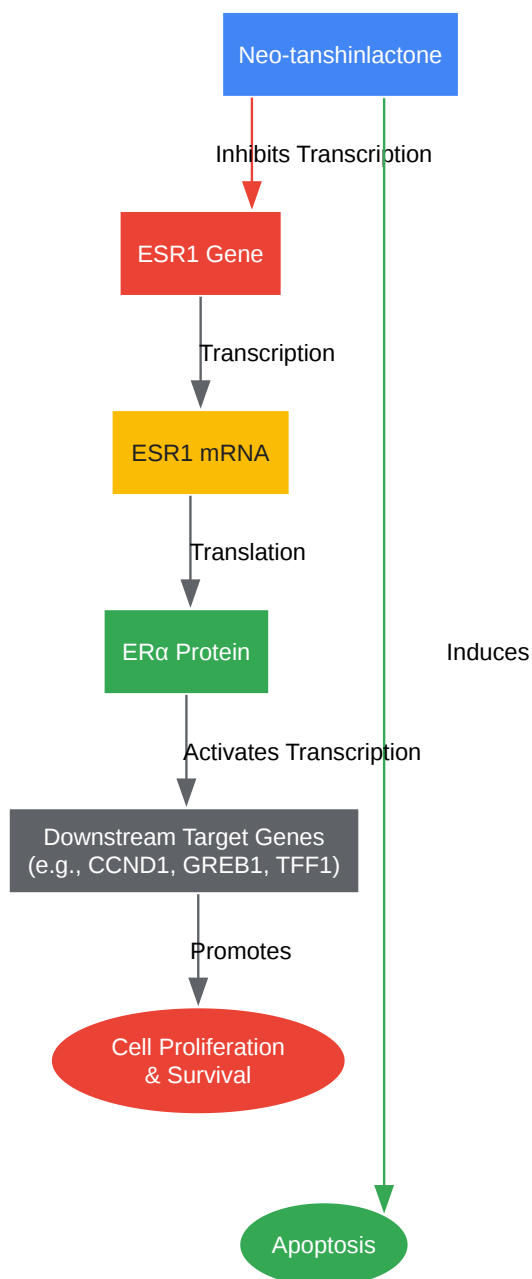 Neo-tanshinlactone
Inhibits Transcription
ESR1 Gene
Transcription
ESR1 mRNA
Translation
ERα Protein
Induces
Activates Transcription
Downstream Target Genes
(e.g., CCND1, GREB1, TFF1)
Promotes
Cell Proliferation
& Survival
Apoptosis